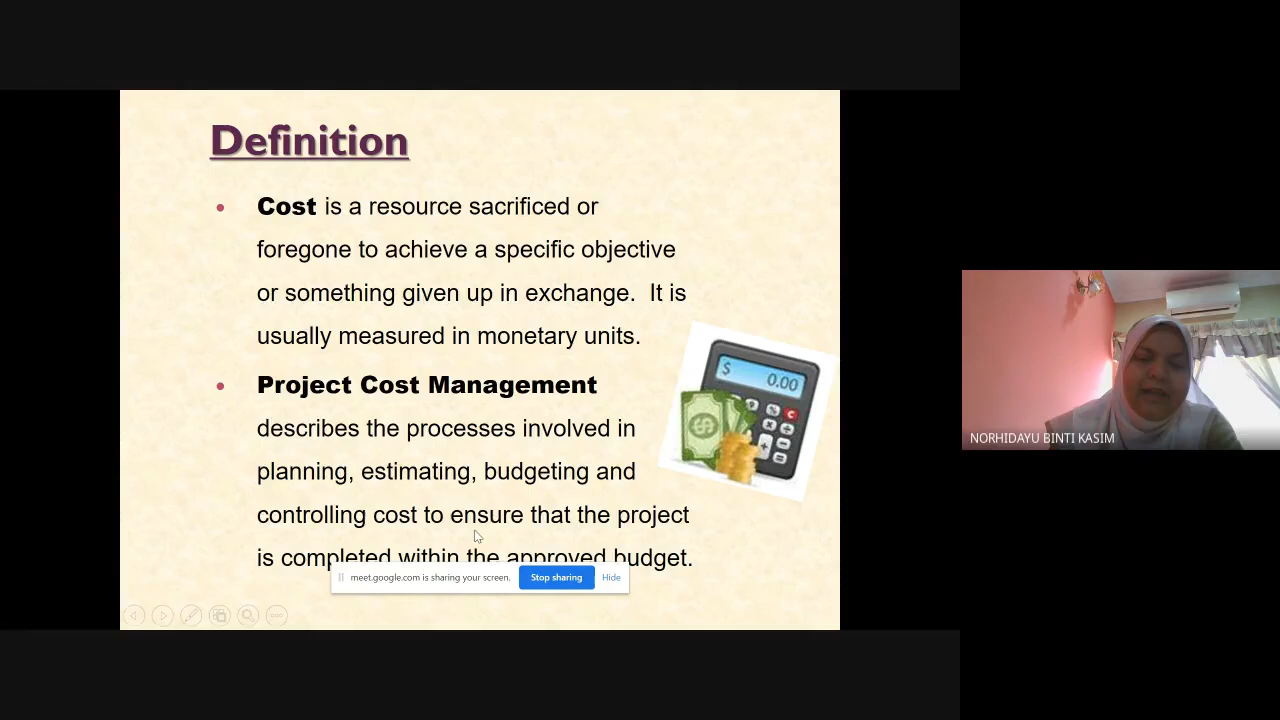 Definition
• Cost is a resource sacrificed or
foregone to achieve a specific objective
or something given up in exchange.  It is
usually measured in monetary units.
• Project Cost Management
describes the processes involved in
planning, estimating, budgeting and
controlling cost to ensure that the project
is completed within the approved budget.
$ 0.00
C
meet.google.com is sharing your screen. Stop sharing Hide
NORHIDAYU BINTI KASIM